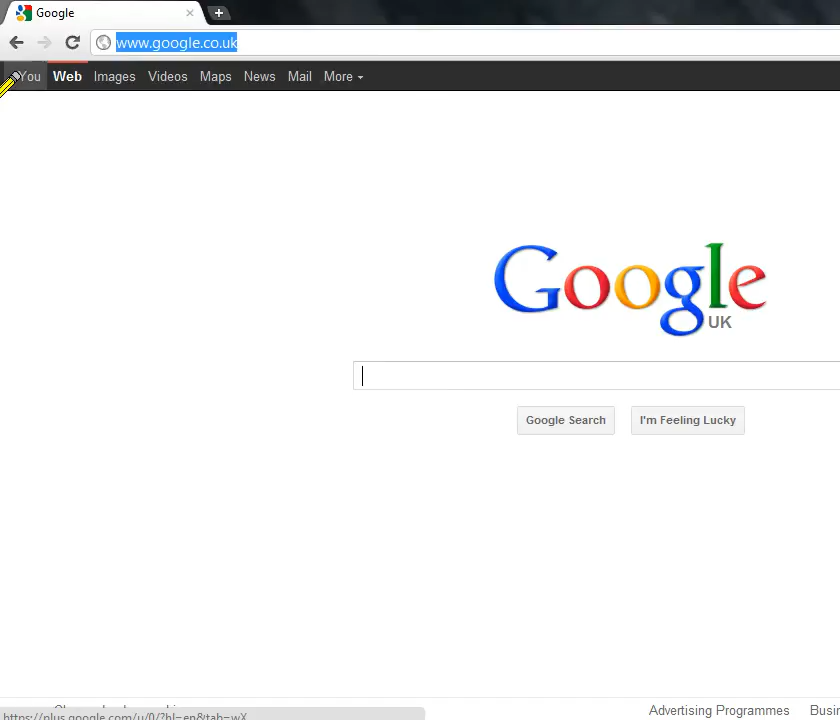 Google
www.google.co.uk
You Web Images Videos Maps News Mail More
Google
UK
Google Search I'm Feeling Lucky
https://plus.google.com/u/0/?hl=en&tab=wX
Advertising Programmes